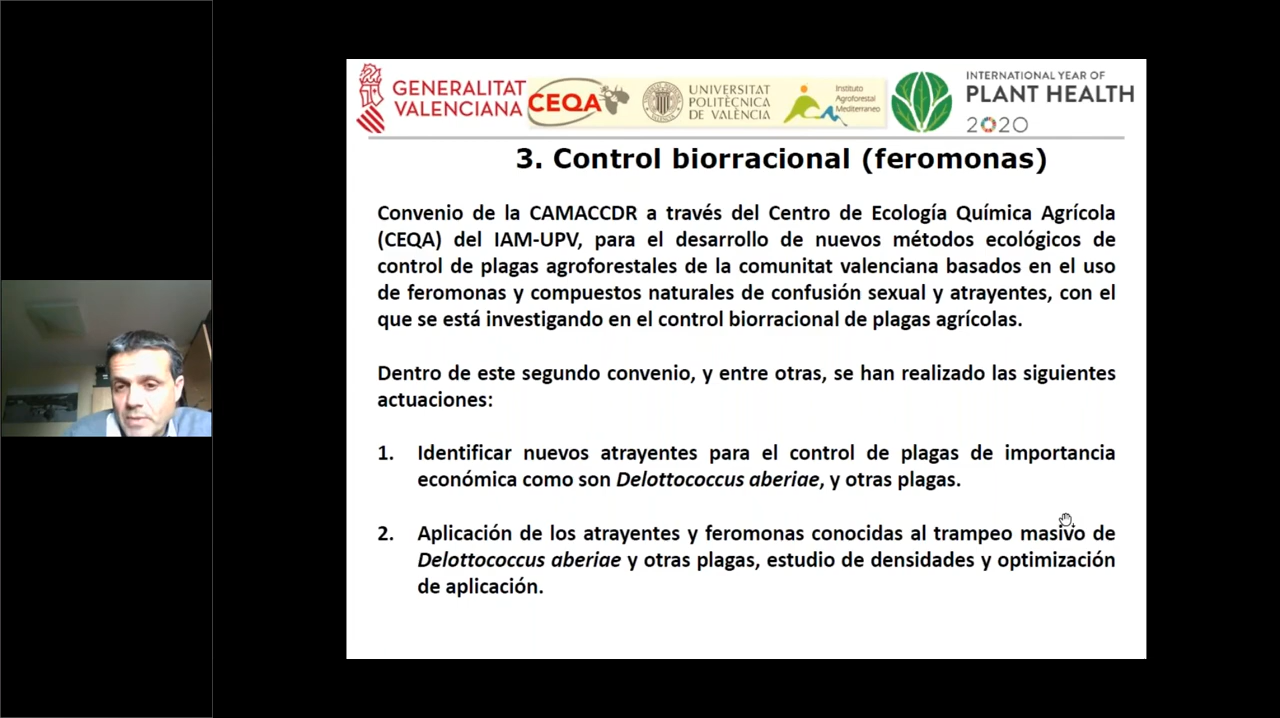 GENERALITAT
VALENCIANA
CEQA
UNIVERSITAT
POLITÈCNICA
DE VALÈNCIA
Instituto
Agroforestal
Mediterraneo
INTERNATIONAL YEAR OF
PLANT HEALTH
2020
3. Control biorracional (feromonas)
Convenio de la CAMACCDR a través del Centro de Ecología Química Agrícola
(CEQA) del IAM-UPV, para el desarrollo de nuevos métodos ecológicos de
control de plagas agroforestales de la comunitat valenciana basados en el uso
de feromonas y compuestos naturales de confusión sexual y atrayentes, con el
que se está investigando en el control biorracional de plagas agrícolas.
Dentro de este segundo convenio, y entre otras, se han realizado las siguientes
actuaciones:
1. Identificar nuevos atrayentes para el control de plagas de importancia
económica como son Delottococcus aberiae, y otras plagas.
2. Aplicación de los atrayentes y feromonas conocidas al trampeo masivo de
Delottococcus aberiae y otras plagas, estudio de densidades y optimización
de aplicación.